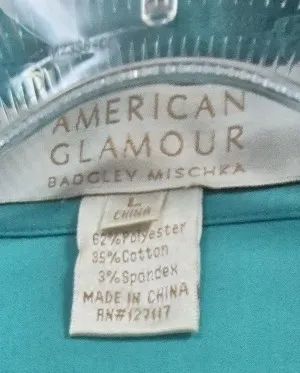 AMERICAN
GLAMOUR
BADGLEY MISCHKA
L
CHINA
62%Polyester
35%Cotton
3%Spandex
MADE IN CHINA
RN#127117